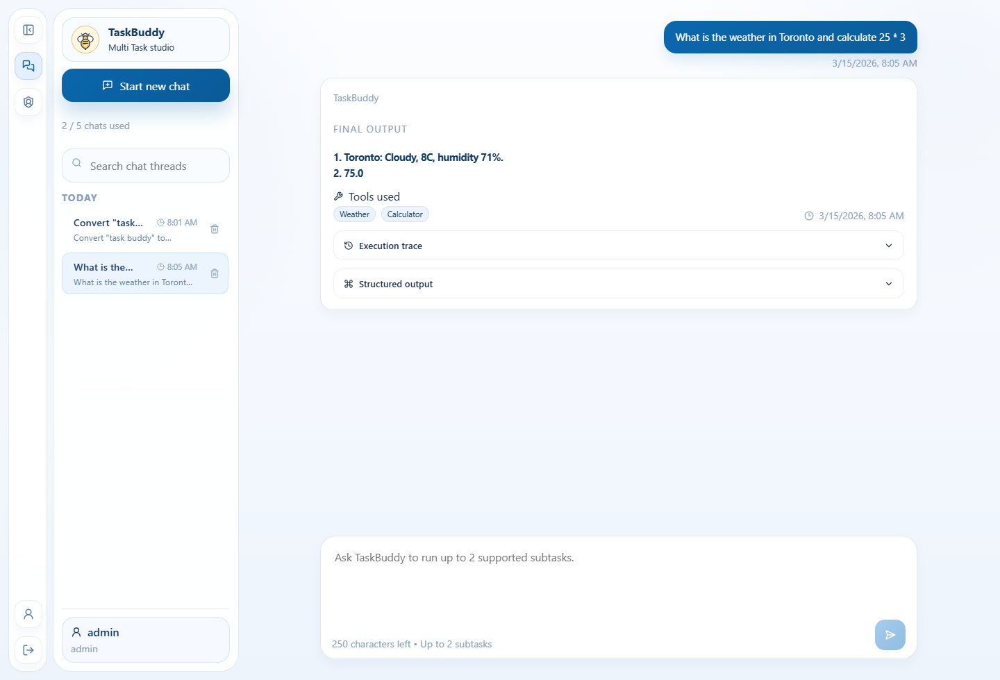 TaskBuddy
Multi Task studio
Start new chat
2 / 5 chats used
Search chat threads
TODAY
Convert "task... 8:01 AM
Convert "task buddy" to...
What is the... 8:05 AM
What is the weather in Toront...
admin
admin
What is the weather in Toronto and calculate 25 * 3
3/15/2026, 8:05 AM
TaskBuddy
FINAL OUTPUT
1. Toronto: Cloudy, 8C, humidity 71%.
2. 75.0
Tools used
Weather Calculator
3/15/2026, 8:05 AM
Execution trace
Structured output
Ask TaskBuddy to run up to 2 supported subtasks.
250 characters left • Up to 2 subtasks